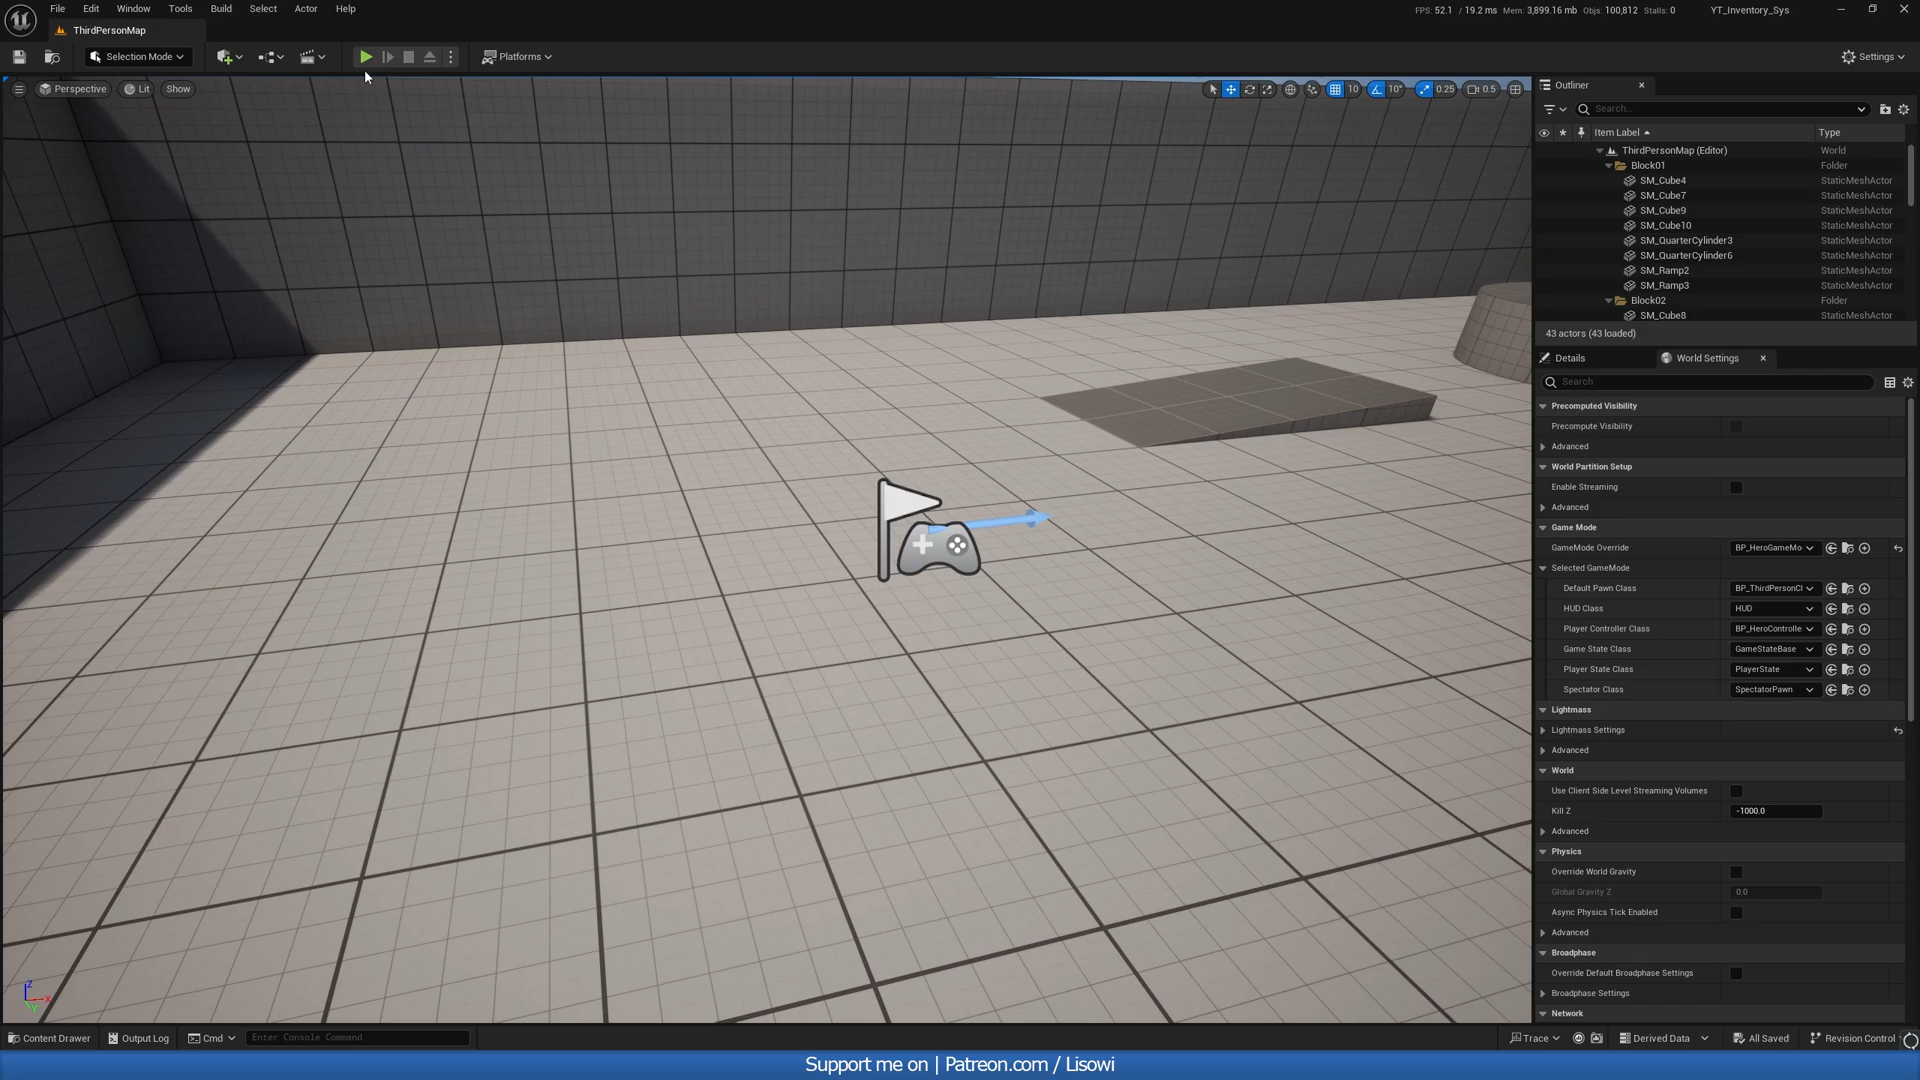 File Edit Window Tools Build Select Actor Help
FPS: 52.1 / 19.2 ms Mem: 3,899.16 mb Objs: 100,812 Stalls: 0
YT_Inventory_Sys
ThirdPersonMap
Selection Mode
Platforms
Settings
Perspective Lit Show
10 10° 0.25 0.5
Outliner
Search...
Item Label Type
ThirdPersonMap (Editor) World
Block01 Folder
SM_Cube4 StaticMeshActor
SM_Cube7 StaticMeshActor
SM_Cube9 StaticMeshActor
SM_Cube10 StaticMeshActor
SM_QuarterCylinder3 StaticMeshActor
SM_QuarterCylinder6 StaticMeshActor
SM_Ramp2 StaticMeshActor
SM_Ramp3 StaticMeshActor
Block02 Folder
SM_Cube8 StaticMeshActor
43 actors (43 loaded)
Details World Settings
Search
Precomputed Visibility
Precompute Visibility
Advanced
World Partition Setup
Enable Streaming
Advanced
Game Mode
GameMode Override BP_HeroGameMo
Selected GameMode
Default Pawn Class BP_ThirdPersonCl
HUD Class HUD
Player Controller Class BP_HeroControlle
Game State Class GameStateBase
Player State Class PlayerState
Spectator Class SpectatorPawn
Lightmass
Lightmass Settings
Advanced
World
Use Client Side Level Streaming Volumes
Kill Z -1000.0
Advanced
Physics
Override World Gravity
Global Gravity Z 0.0
Async Physics Tick Enabled
Advanced
Broadphase
Override Default Broadphase Settings
Broadphase Settings
Network
Z X Y
Content Drawer Output Log Cmd Enter Console Command
Trace Derived Data All Saved Revision Control
Support me on | Patreon.com / Lisowi